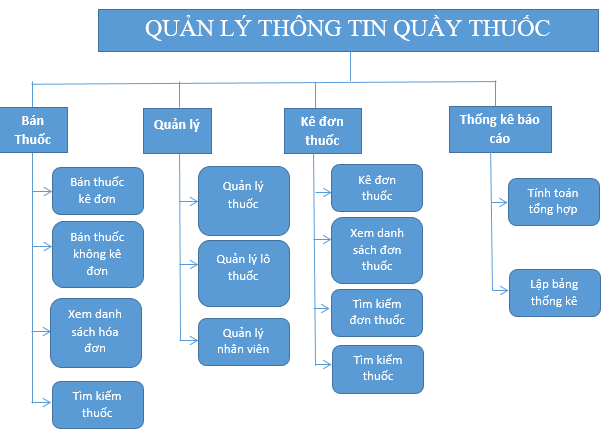 QUẢN LÝ THÔNG TIN QUẦY THUỐC
Bán
Thuốc
Bán thuốc
kê đơn
Bán thuốc
không kê
đơn
Xem danh
sách hóa
đơn
Tìm kiếm
thuốc
Quản lý
Quản lý
thuốc
Quản lý lô
thuốc
Quản lý
nhân viên
Kê đơn
thuốc
Kê đơn
thuốc
Xem danh
sách đơn
thuốc
Tìm kiếm
đơn thuốc
Tìm kiếm
thuốc
Thống kê báo
cáo
Tính toán
tổng hợp
Lập bảng
thống kê